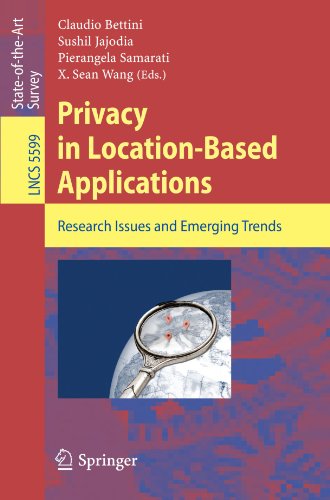 State-of-the-Art
Survey
LNCS 5599
Claudio Bettini
Sushil Jajodia
Pierangela Samarati
X. Sean Wang (Eds.)
Privacy
in Location-Based
Applications
Research Issues and Emerging Trends
Springer